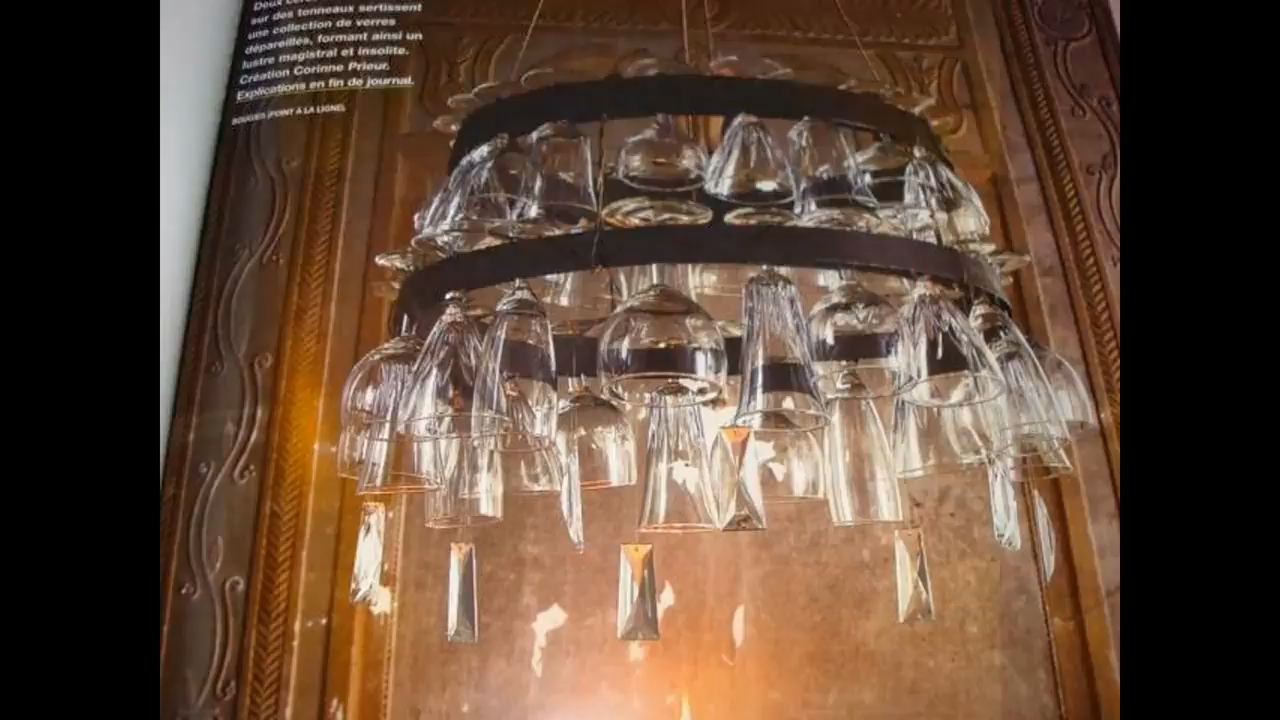 Deux
sur des tonneaux sertissent
une collection de verres
dépareillés, formant ainsi un
lustre magistral et insolite.
Création Corinne Prieur.
Explications en fin de journal.
BOUGIES (POINT À LA LIGNE).